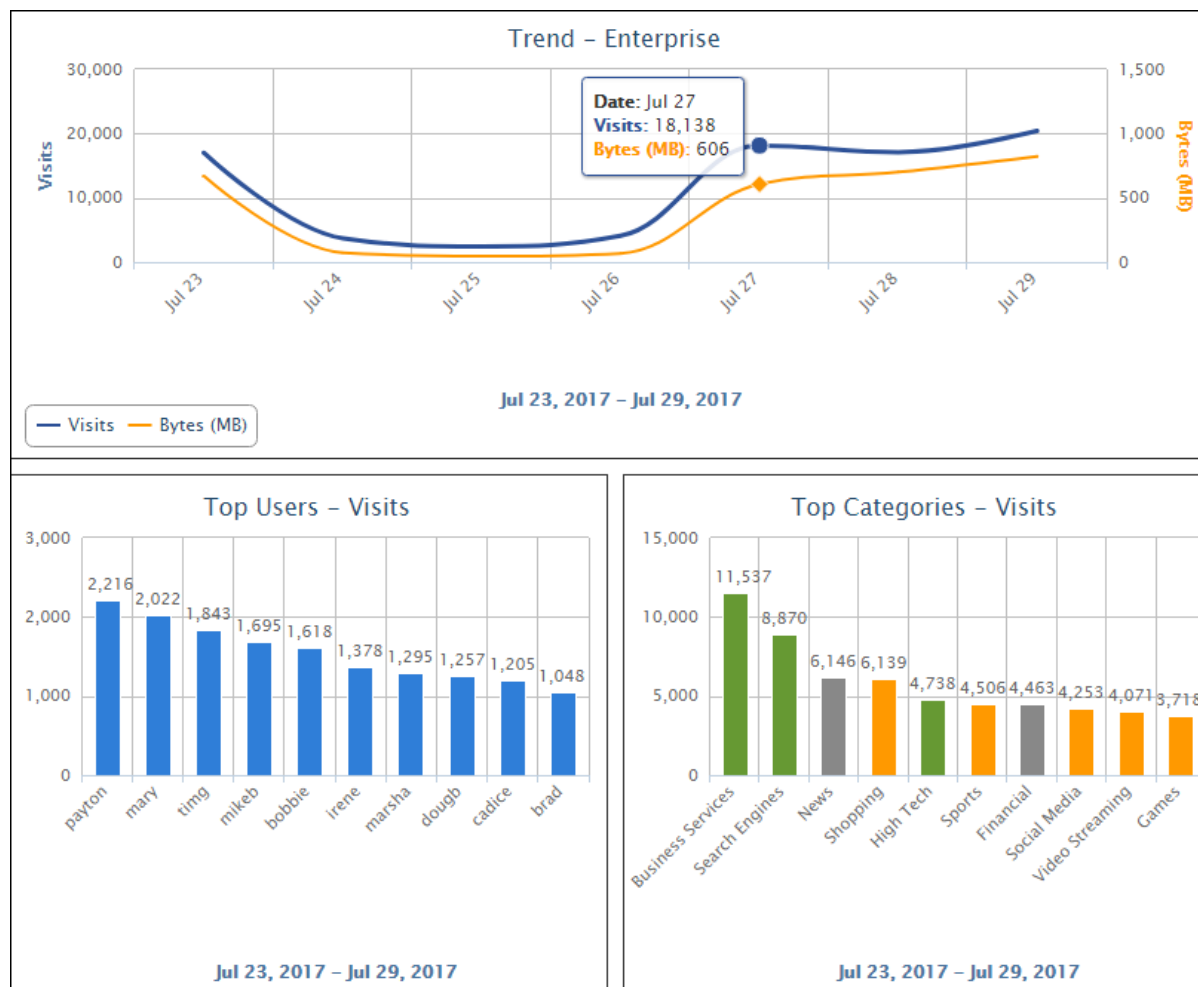 Trend – Enterprise
30,000
20,000
10,000
0
Visits
1,500
1,000
500
0
Bytes (MB)
Date: Jul 27
Visits: 18,138
Bytes (MB): 606
Jul 23
Jul 24
Jul 25
Jul 26
Jul 27
Jul 28
Jul 29
Jul 23, 2017 – Jul 29, 2017
Visits
Bytes (MB)
Top Users – Visits
3,000
2,000
1,000
0
2,216
2,022
1,843
1,695
1,618
1,378
1,295
1,257
1,205
1,048
payton
mary
timg
mikeb
bobbie
irene
marsha
dougb
cadice
brad
Jul 23, 2017 – Jul 29, 2017
Top Categories – Visits
15,000
10,000
5,000
0
11,537
8,870
6,146
6,139
4,738
4,506
4,463
4,253
4,071
3,718
Business Services
Search Engines
News
Shopping
High Tech
Sports
Financial
Social Media
Video Streaming
Games
Jul 23, 2017 – Jul 29, 2017